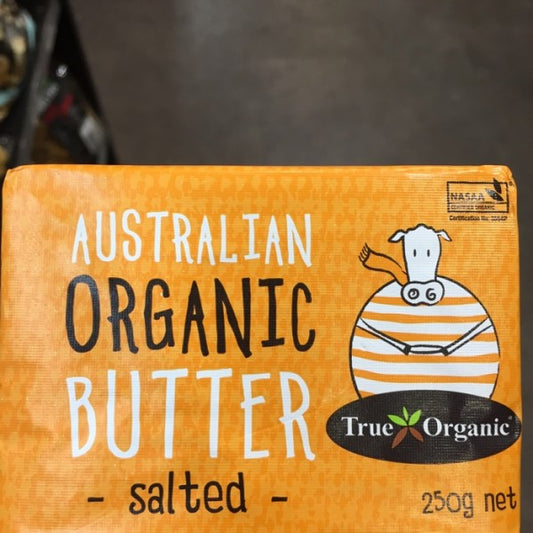 AUSTRALIAN
ORGANIC
BUTTER
- salted -
NASAA
CERTIFIED ORGANIC
True Organic
250g net